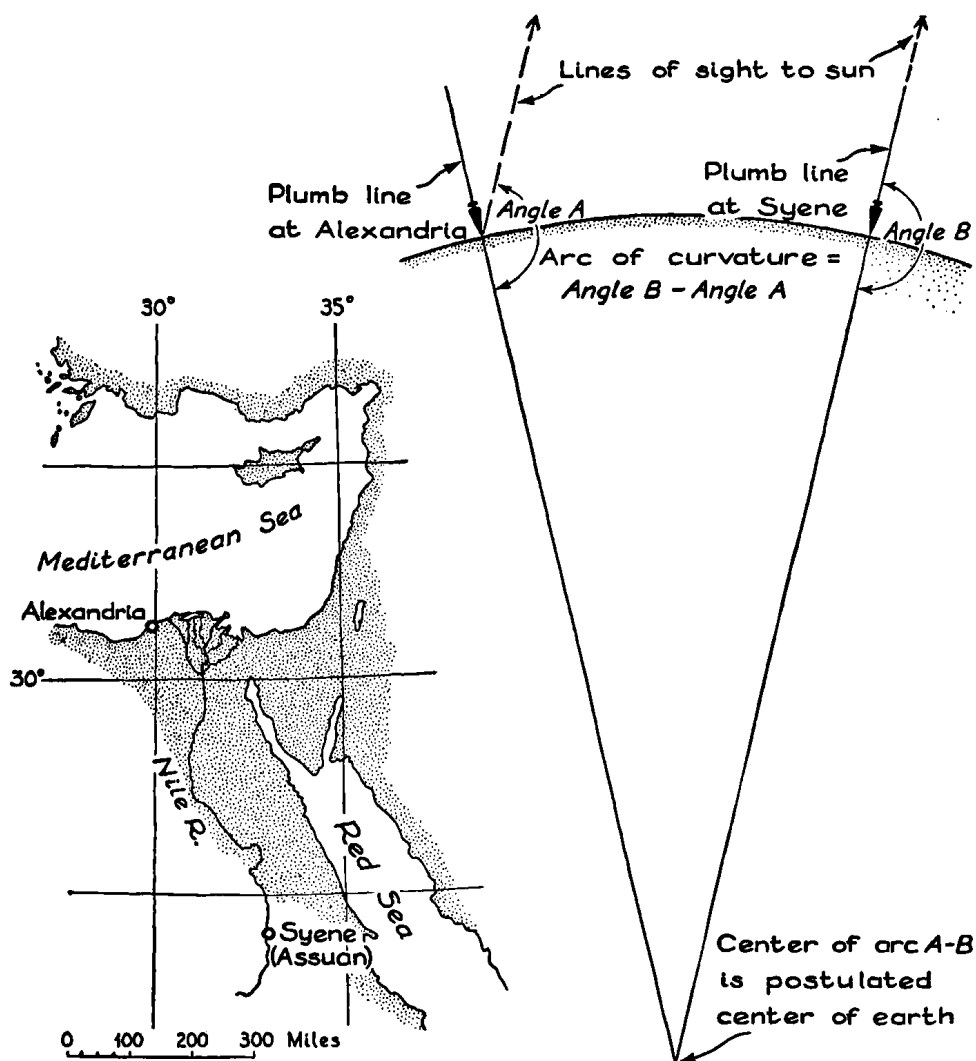 Lines of sight to sun
Plumb line
at Alexandria
Plumb line
at Syene
Angle A
Angle B
Arc of curvature =
Angle B - Angle A
30°
35°
Mediterranean Sea
Alexandria
30°
Nile R.
Red Sea
Syene
(Assuan)
0 100 200 300 Miles
Center of arc A-B
is postulated
center of earth